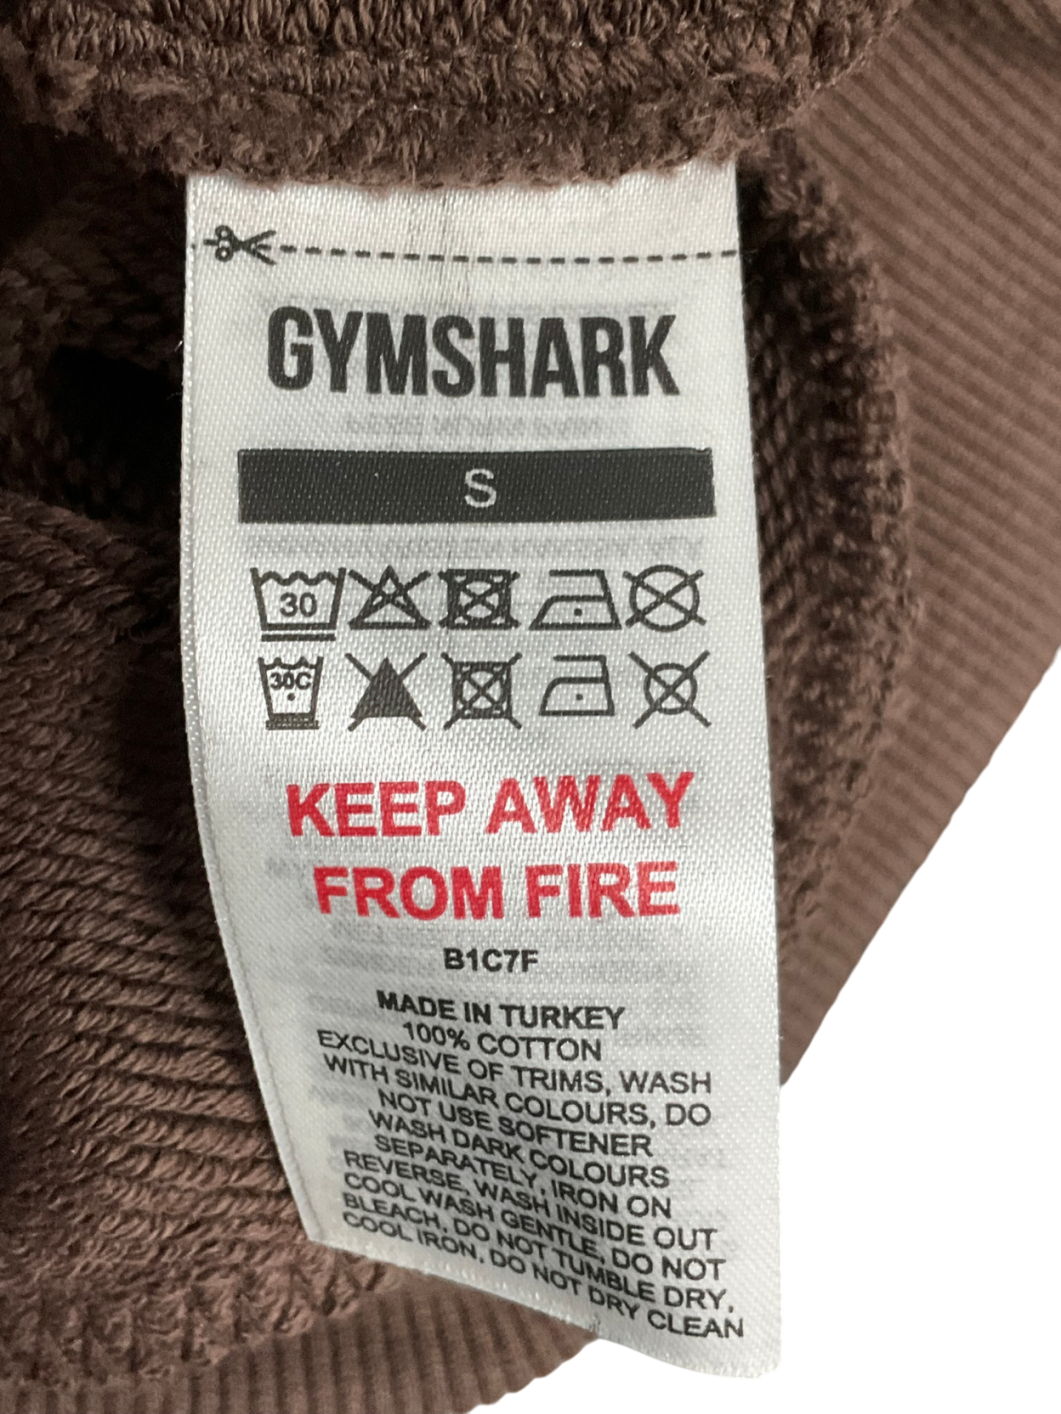 GYMSHARK
S
30
30C
KEEP AWAY
FROM FIRE
B1C7F
MADE IN TURKEY
100% COTTON
EXCLUSIVE OF TRIMS, WASH
WITH SIMILAR COLOURS, DO
NOT USE SOFTENER
WASH DARK COLOURS
SEPARATELY, IRON ON
REVERSE, WASH INSIDE OUT
COOL WASH GENTLE, DO NOT
BLEACH, DO NOT TUMBLE DRY,
COOL IRON, DO NOT DRY CLEAN